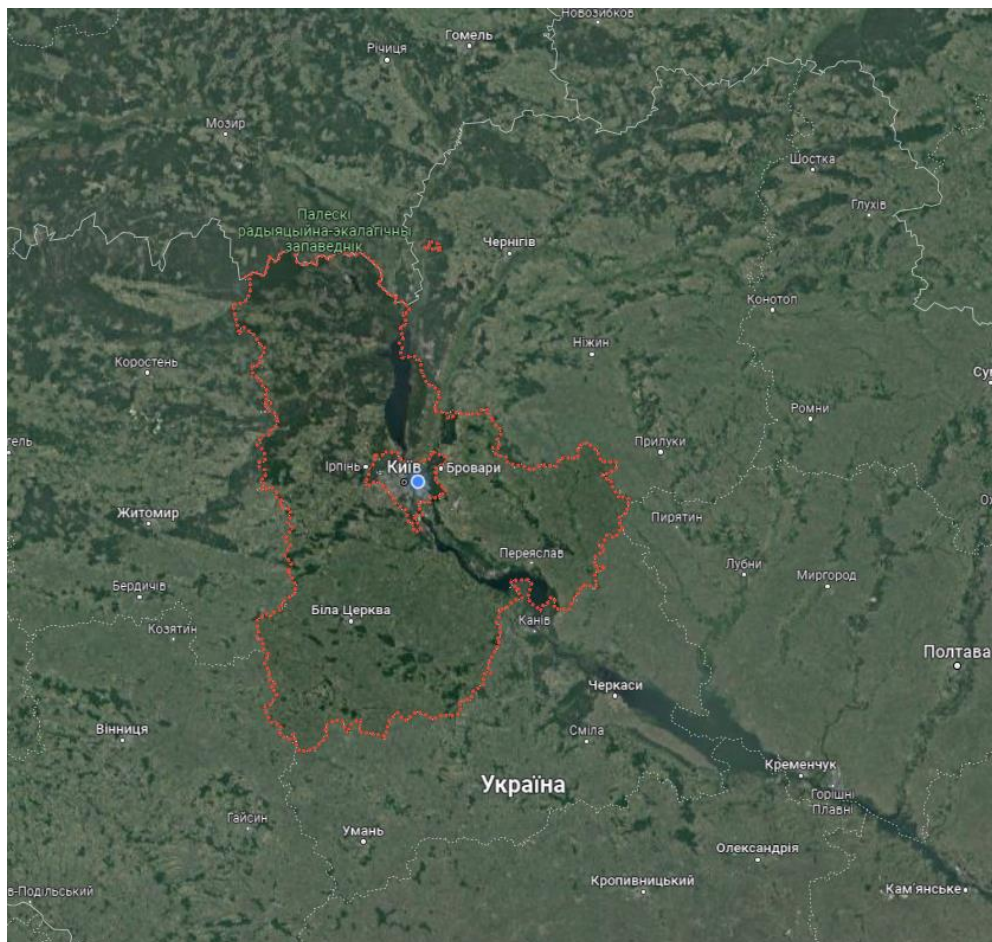 Новозибков
Гомель
Річиця
Мозир
Шостка
Глухів
Палескі
радыяцыйна-экалагічны
запаведнік
Чернігів
Конотоп
Ніжин
Коростень
Ромни
Прилуки
Ірпінь
Київ
Бровари
Житомир
Пирятин
Переяслав
Лубни
Миргород
Бердичів
Біла Церква
Канів
Козятин
Полтава
Черкаси
Вінниця
Сміла
Кременчук
Україна
Горішні
Плавні
Гайсин
Умань
Олександрія
Кропивницький
Кам'янське
в-Подільський